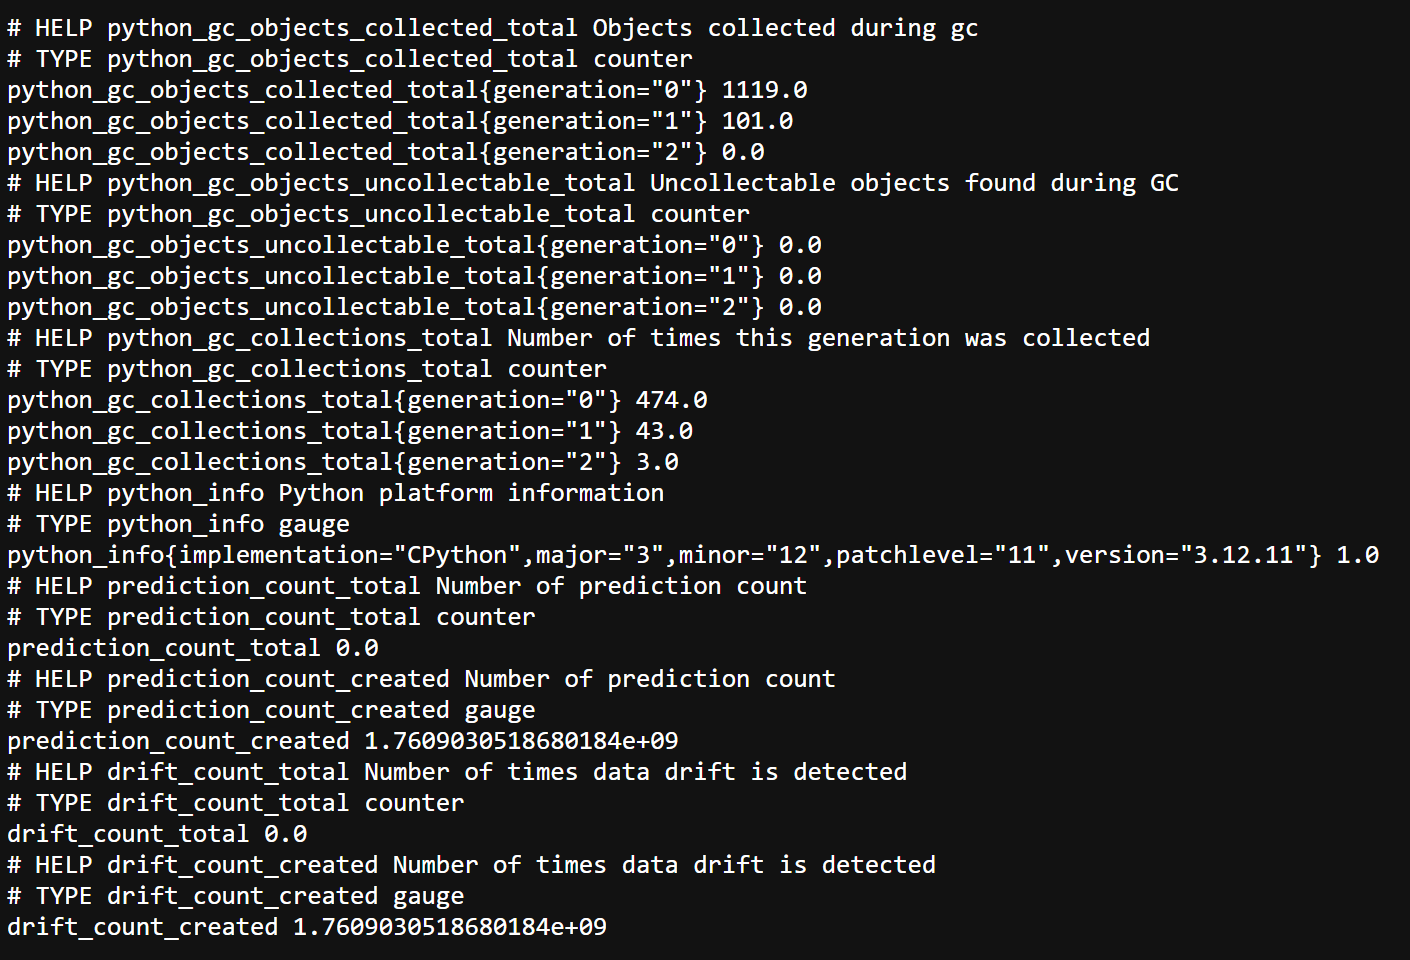 # HELP python_gc_objects_collected_total Objects collected during gc
# TYPE python_gc_objects_collected_total counter
python_gc_objects_collected_total{generation="0"} 1119.0
python_gc_objects_collected_total{generation="1"} 101.0
python_gc_objects_collected_total{generation="2"} 0.0
# HELP python_gc_objects_uncollectable_total Uncollectable objects found during GC
# TYPE python_gc_objects_uncollectable_total counter
python_gc_objects_uncollectable_total{generation="0"} 0.0
python_gc_objects_uncollectable_total{generation="1"} 0.0
python_gc_objects_uncollectable_total{generation="2"} 0.0
# HELP python_gc_collections_total Number of times this generation was collected
# TYPE python_gc_collections_total counter
python_gc_collections_total{generation="0"} 474.0
python_gc_collections_total{generation="1"} 43.0
python_gc_collections_total{generation="2"} 3.0
# HELP python_info Python platform information
# TYPE python_info gauge
python_info{implementation="CPython",major="3",minor="12",patchlevel="11",version="3.12.11"} 1.0
# HELP prediction_count_total Number of prediction count
# TYPE prediction_count_total counter
prediction_count_total 0.0
# HELP prediction_count_created Number of prediction count
# TYPE prediction_count_created gauge
prediction_count_created 1.7609030518680184e+09
# HELP drift_count_total Number of times data drift is detected
# TYPE drift_count_total counter
drift_count_total 0.0
# HELP drift_count_created Number of times data drift is detected
# TYPE drift_count_created gauge
drift_count_created 1.7609030518680184e+09